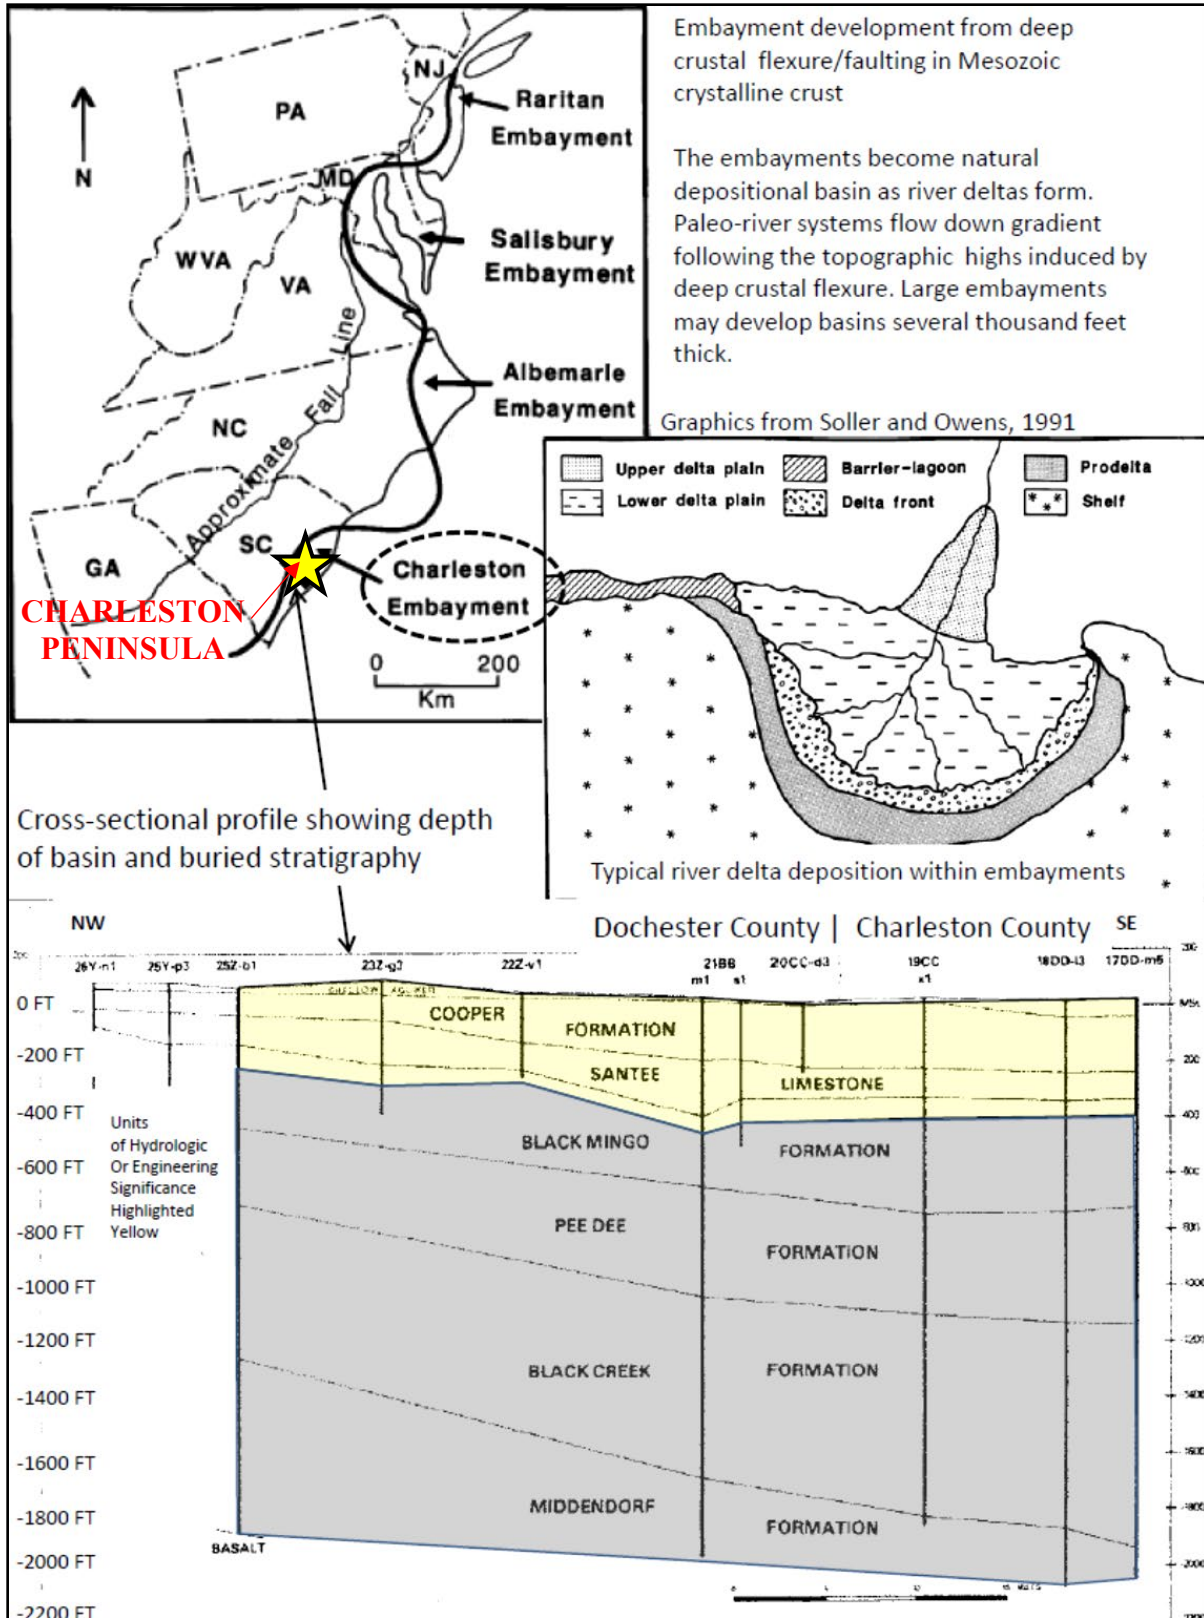 Embayment development from deep
crustal flexure/faulting in Mesozoic
crystalline crust
The embayments become natural
depositional basin as river deltas form.
Paleo-river systems flow down gradient
following the topographic highs induced by
deep crustal flexure. Large embayments
may develop basins several thousand feet
thick.
Graphics from Soller and Owens, 1991
N
PA
NJ
Raritan
Embayment
MD
WVA
VA
Salisbury
Embayment
Albemarle
Embayment
NC
Approximate Fall Line
SC
GA
Charleston
Embayment
CHARLESTON
PENINSULA
0 200
Km
Upper delta plain
Barrier-lagoon
Prodelta
Lower delta plain
Delta front
Shelf
Typical river delta deposition within embayments
Cross-sectional profile showing depth
of basin and buried stratigraphy
NW
Dochester County | Charleston County
SE
26Y-n1 25Y-p3 25Z-b1 23Z-g3 22Z-v1 21BB m1 s1 20CC-d3 19CC x1 18DD-l3 17DD-m5
0 FT
-200 FT
-400 FT
-600 FT
-800 FT
-1000 FT
-1200 FT
-1400 FT
-1600 FT
-1800 FT
-2000 FT
-2200 FT
COOPER FORMATION
SANTEE LIMESTONE
Units
of Hydrologic
Or Engineering
Significance
Highlighted
Yellow
BLACK MINGO FORMATION
PEE DEE FORMATION
BLACK CREEK FORMATION
MIDDENDORF FORMATION
BASALT